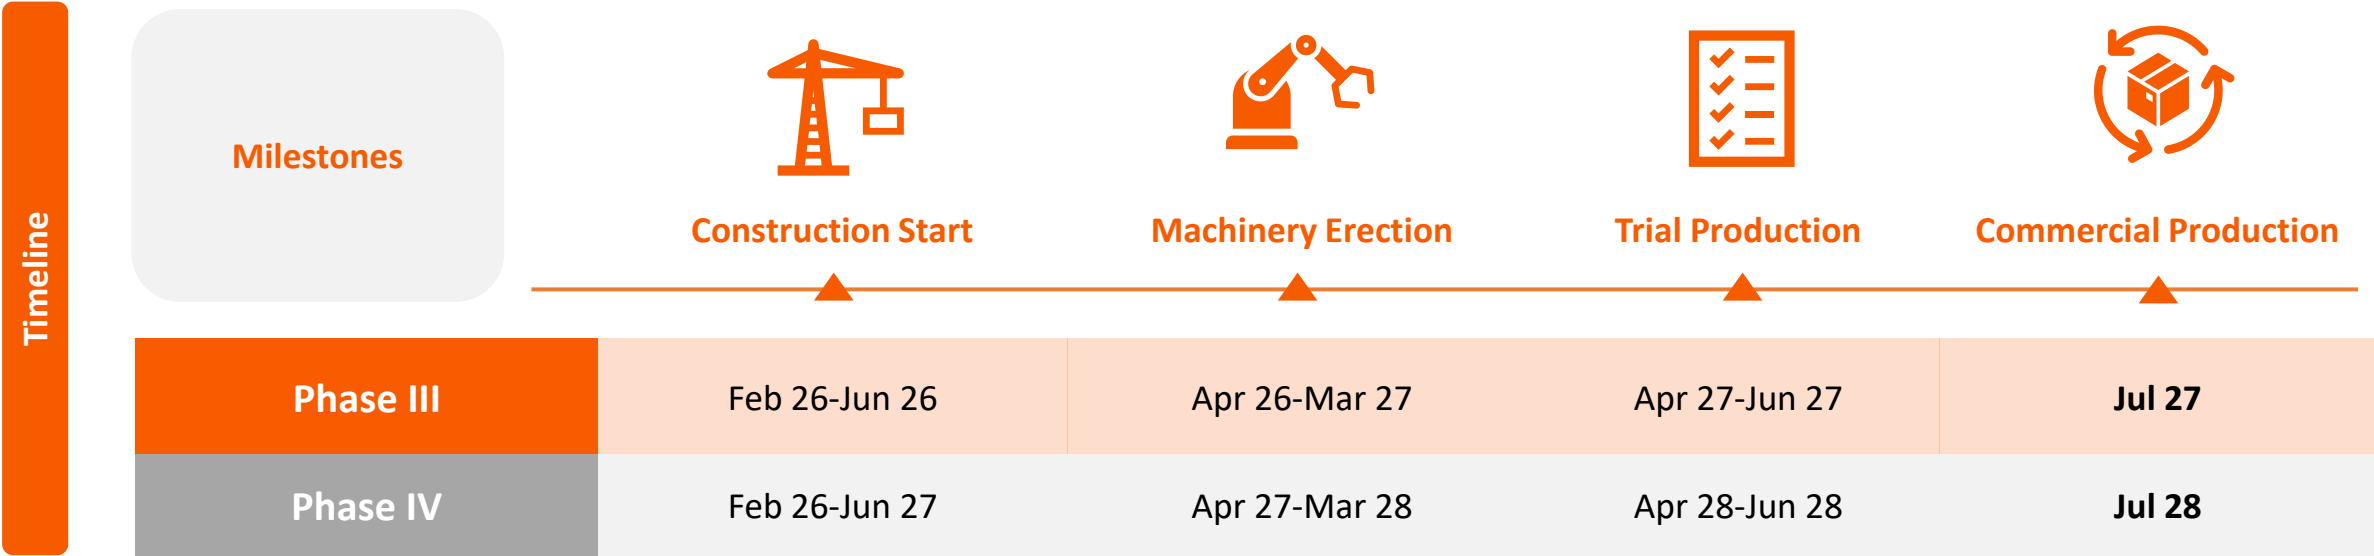 Timeline
Milestones
Construction Start
Machinery Erection
Trial Production
Commercial Production
Phase III
Feb 26-Jun 26
Apr 26-Mar 27
Apr 27-Jun 27
Jul 27
Phase IV
Feb 26-Jun 27
Apr 27-Mar 28
Apr 28-Jun 28
Jul 28